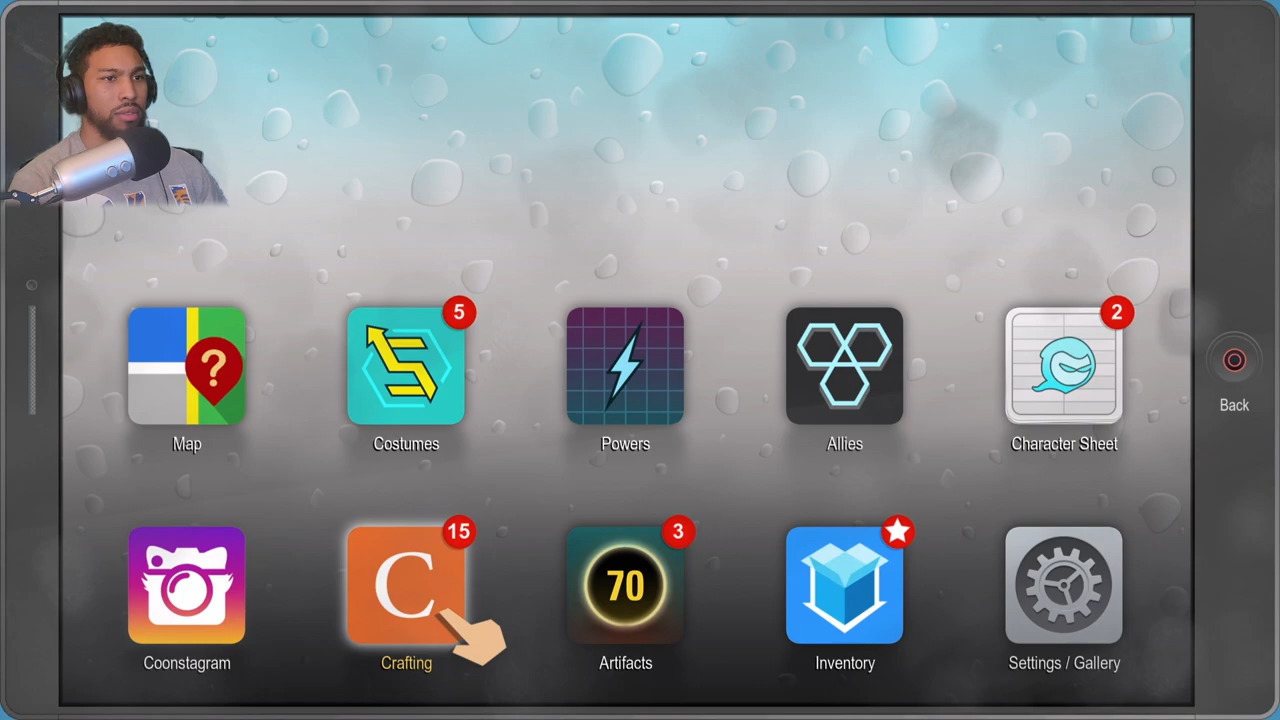 5
2
?
Map
Costumes
Powers
Allies
Character Sheet
Back
15
3
C
70
Coonstagram
Crafting
Artifacts
Inventory
Settings / Gallery